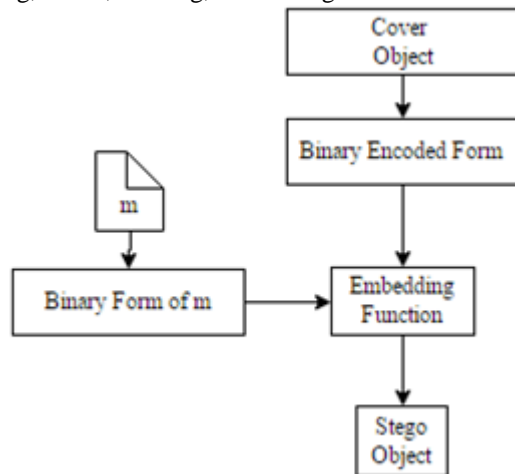 Cover
Object
Binary Encoded Form
m
Binary Form of m
Embedding
Function
Stego
Object